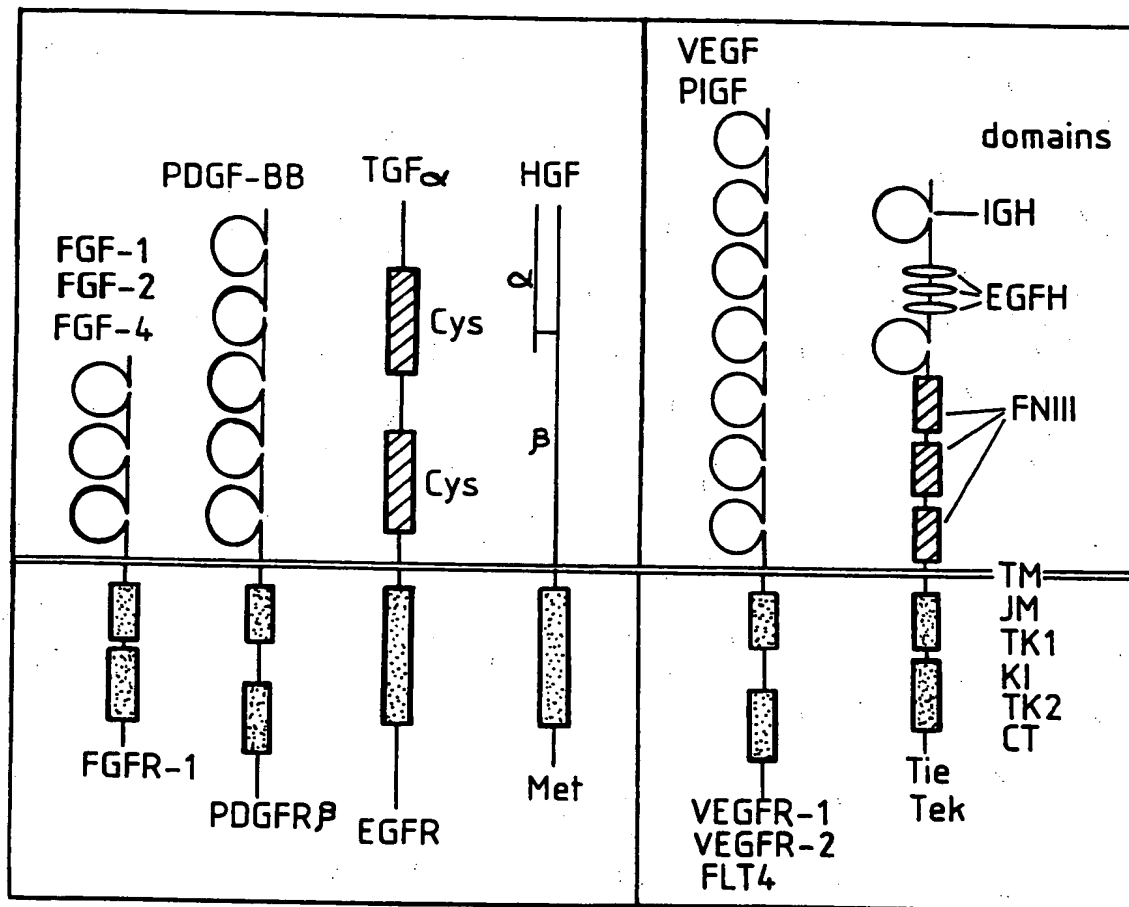 FGF-1
FGF-2
FGF-4
FGFR-1
PDGF-BB
PDGFRβ
TGFα
Cys
Cys
EGFR
HGF
α
β
Met
VEGF
PIGF
VEGFR-1
VEGFR-2
FLT4
domains
IGH
EGFH
FNIII
TM
JM
TK1
KI
TK2
CT
Tie
Tek